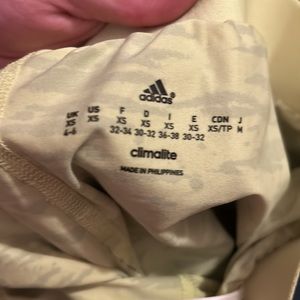 adidas
UK US F D I E CDN J
XS XS XS XS XS XS XS/TP M
4-6 32-34 30-32 36-38 30-32
climalite
MADE IN PHILIPPINES